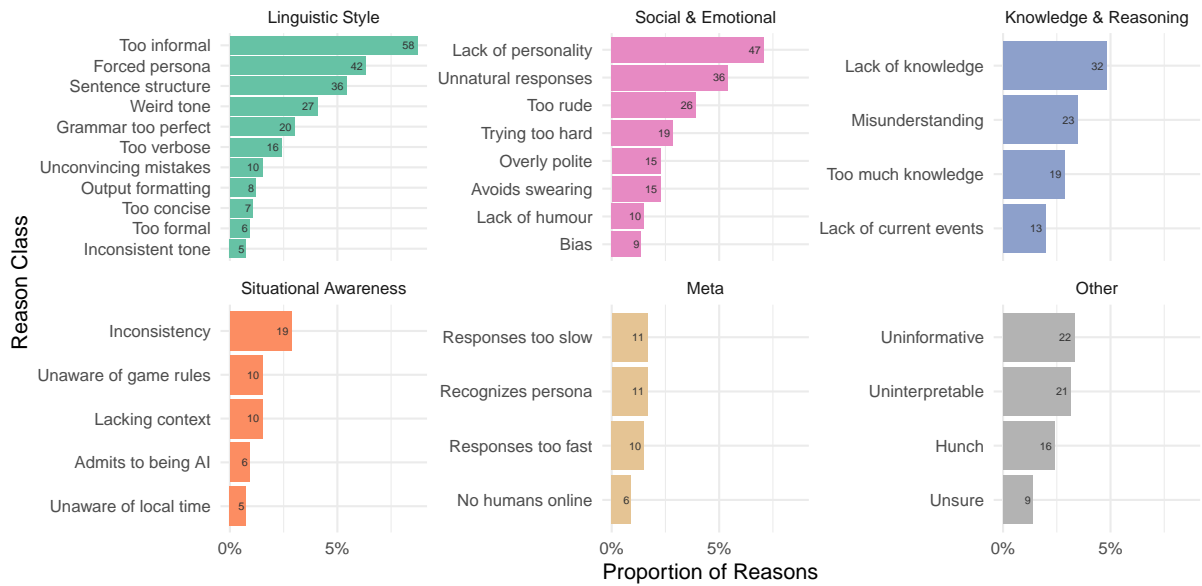 Linguistic Style
Too informal 58
Forced persona 42
Sentence structure 36
Weird tone 27
Grammar too perfect 20
Too verbose 16
Unconvincing mistakes 10
Output formatting 8
Too concise 7
Too formal 6
Inconsistent tone 5
Social & Emotional
Lack of personality 47
Unnatural responses 36
Too rude 26
Trying too hard 19
Overly polite 15
Avoids swearing 15
Lack of humour 10
Bias 9
Knowledge & Reasoning
Lack of knowledge 32
Misunderstanding 23
Too much knowledge 19
Lack of current events 13
Reason Class
Situational Awareness
Inconsistency 19
Unaware of game rules 10
Lacking context 10
Admits to being AI 6
Unaware of local time 5
0% 5%
Meta
Responses too slow 11
Recognizes persona 11
Responses too fast 10
No humans online 6
0% 5%
Other
Uninformative 22
Uninterpretable 21
Hunch 16
Unsure 9
0% 5%
Proportion of Reasons